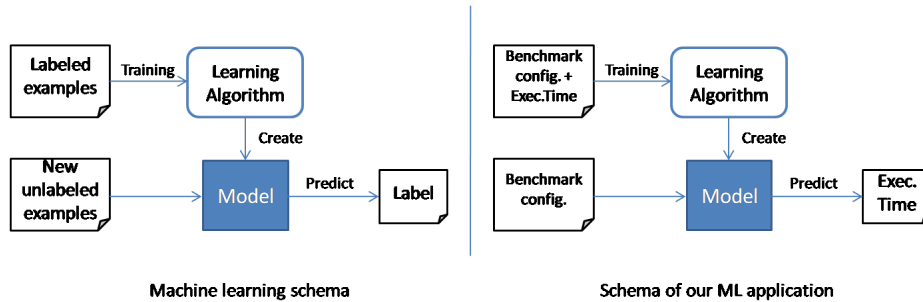 Labeled
examples
Training
Learning
Algorithm
Create
New
unlabeled
examples
Model
Predict
Label
Machine learning schema
Benchmark
config. +
Exec.Time
Training
Learning
Algorithm
Create
Benchmark
config.
Model
Predict
Exec.
Time
Schema of our ML application